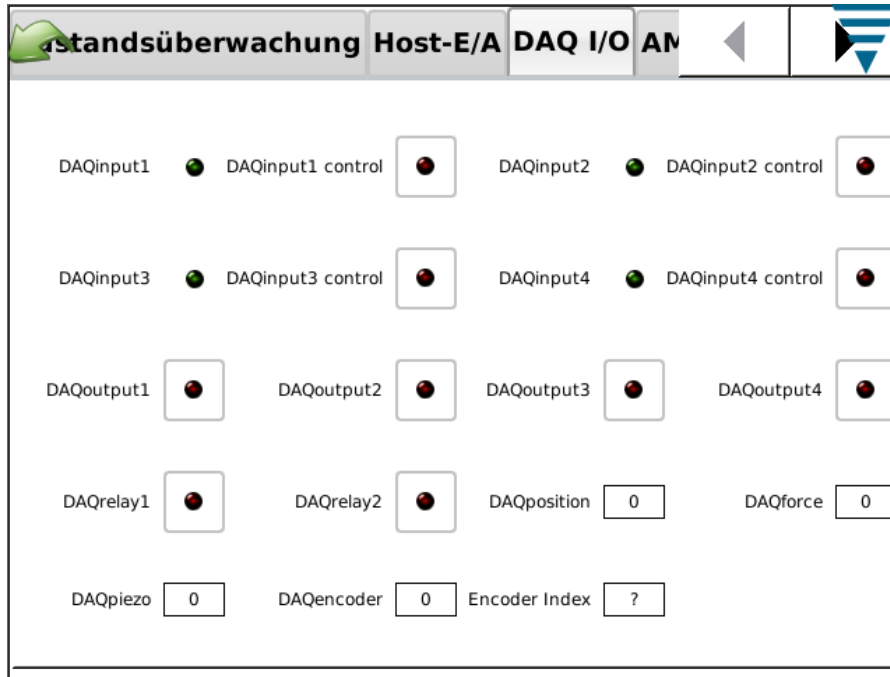 Host-E/A DAQ I/O
DAQinput1 DAQinput1 control DAQinput2 DAQinput2 control
DAQinput3 DAQinput3 control DAQinput4 DAQinput4 control
DAQoutput1 DAQoutput2 DAQoutput3 DAQoutput4
DAQrelay1 DAQrelay2 DAQposition 0 DAQforce 0
DAQpiezo 0 DAQencoder 0 Encoder Index ?